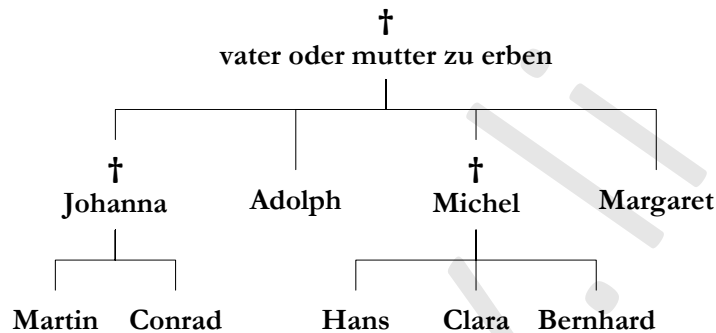 †
vater oder mutter zu erben
† †
Johanna Adolph Michel Margaret
Martin Conrad Hans Clara Bernhard